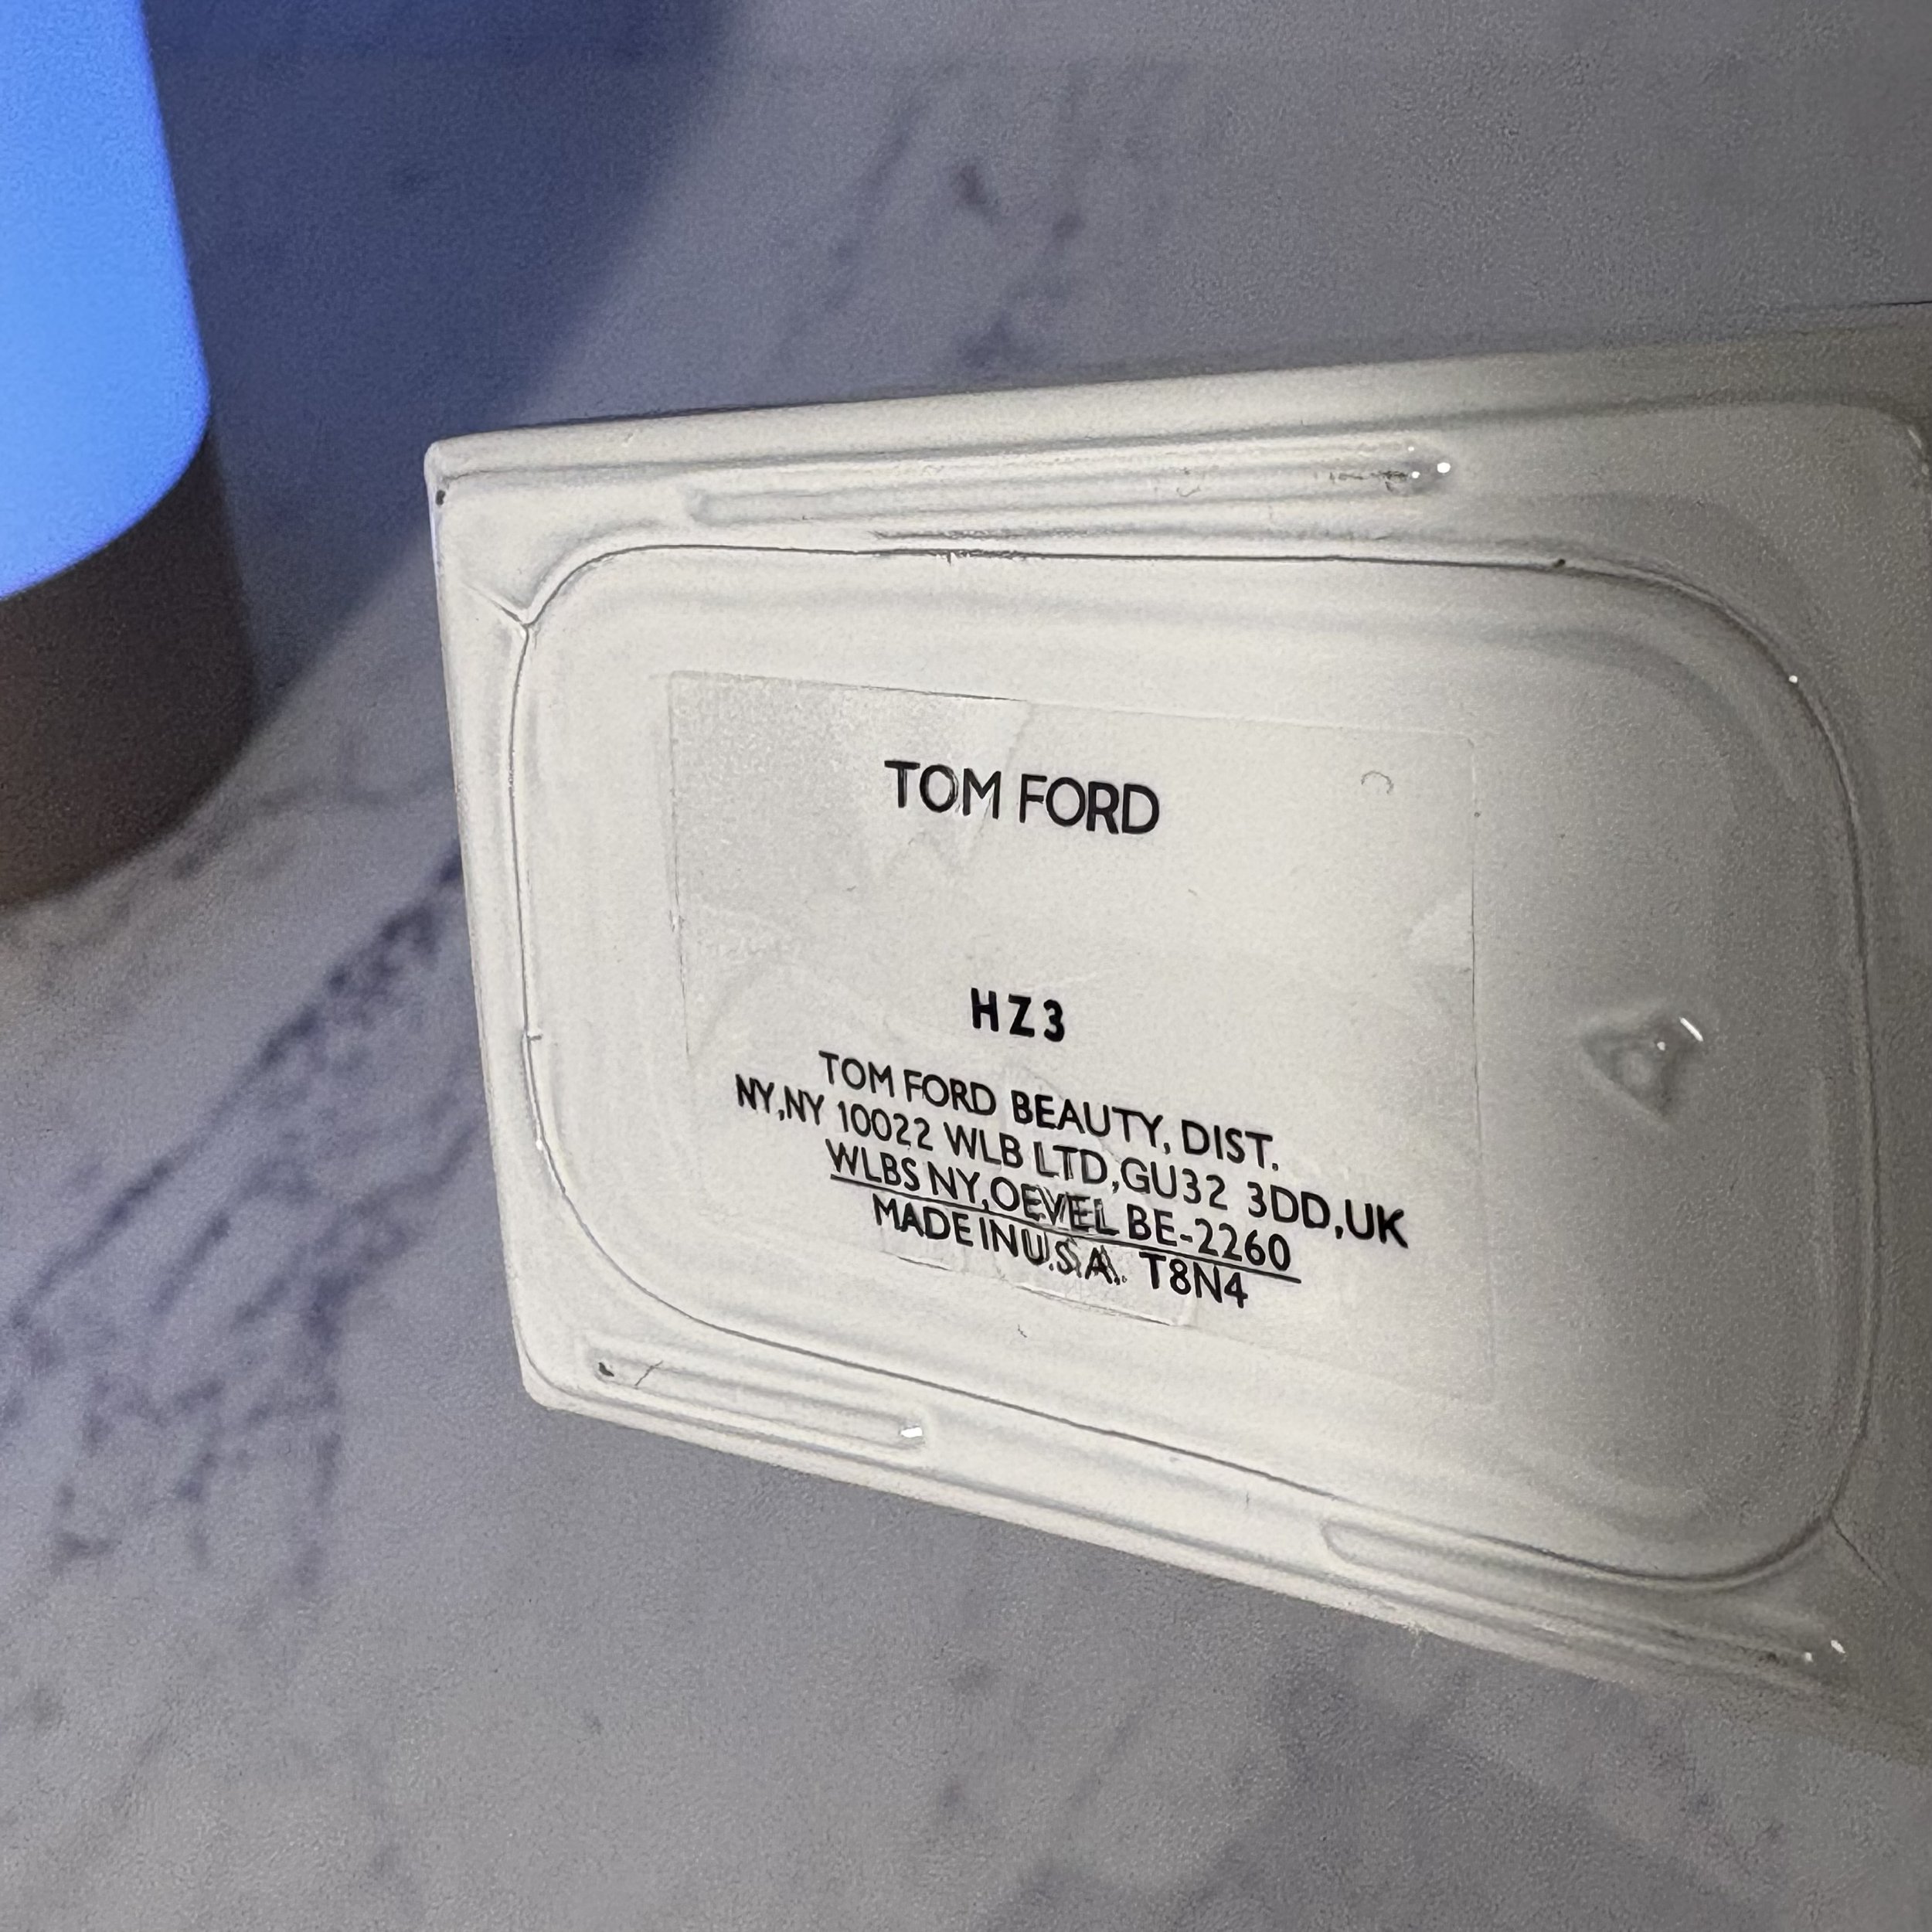 TOM FORD
HZ3
TOM FORD BEAUTY, DIST.
NY,NY 10022 WLB LTD,GU32 3DD,UK
WLBS NY,OEVEL BE-2260
MADE IN U.S.A. T8N4